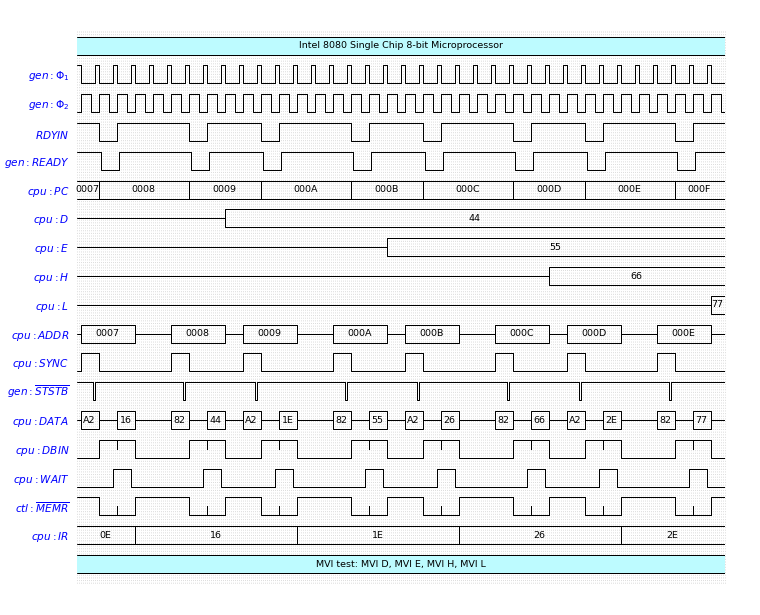 Intel 8080 Single Chip 8-bit Microprocessor
gen : Φ1
gen : Φ2
RDYIN
gen : READY
cpu : PC 0007 0008 0009 000A 000B 000C 000D 000E 000F
cpu : D 44
cpu : E 55
cpu : H 66
cpu : L 77
cpu : ADDR 0007 0008 0009 000A 000B 000C 000D 000E
cpu : SYNC
gen : STSTB
cpu : DATA A2 16 82 44 A2 1E 82 55 A2 26 82 66 A2 2E 82 77
cpu : DBIN
cpu : WAIT
ctl : MEMR
cpu : IR 0E 16 1E 26 2E
MVI test: MVI D, MVI E, MVI H, MVI L